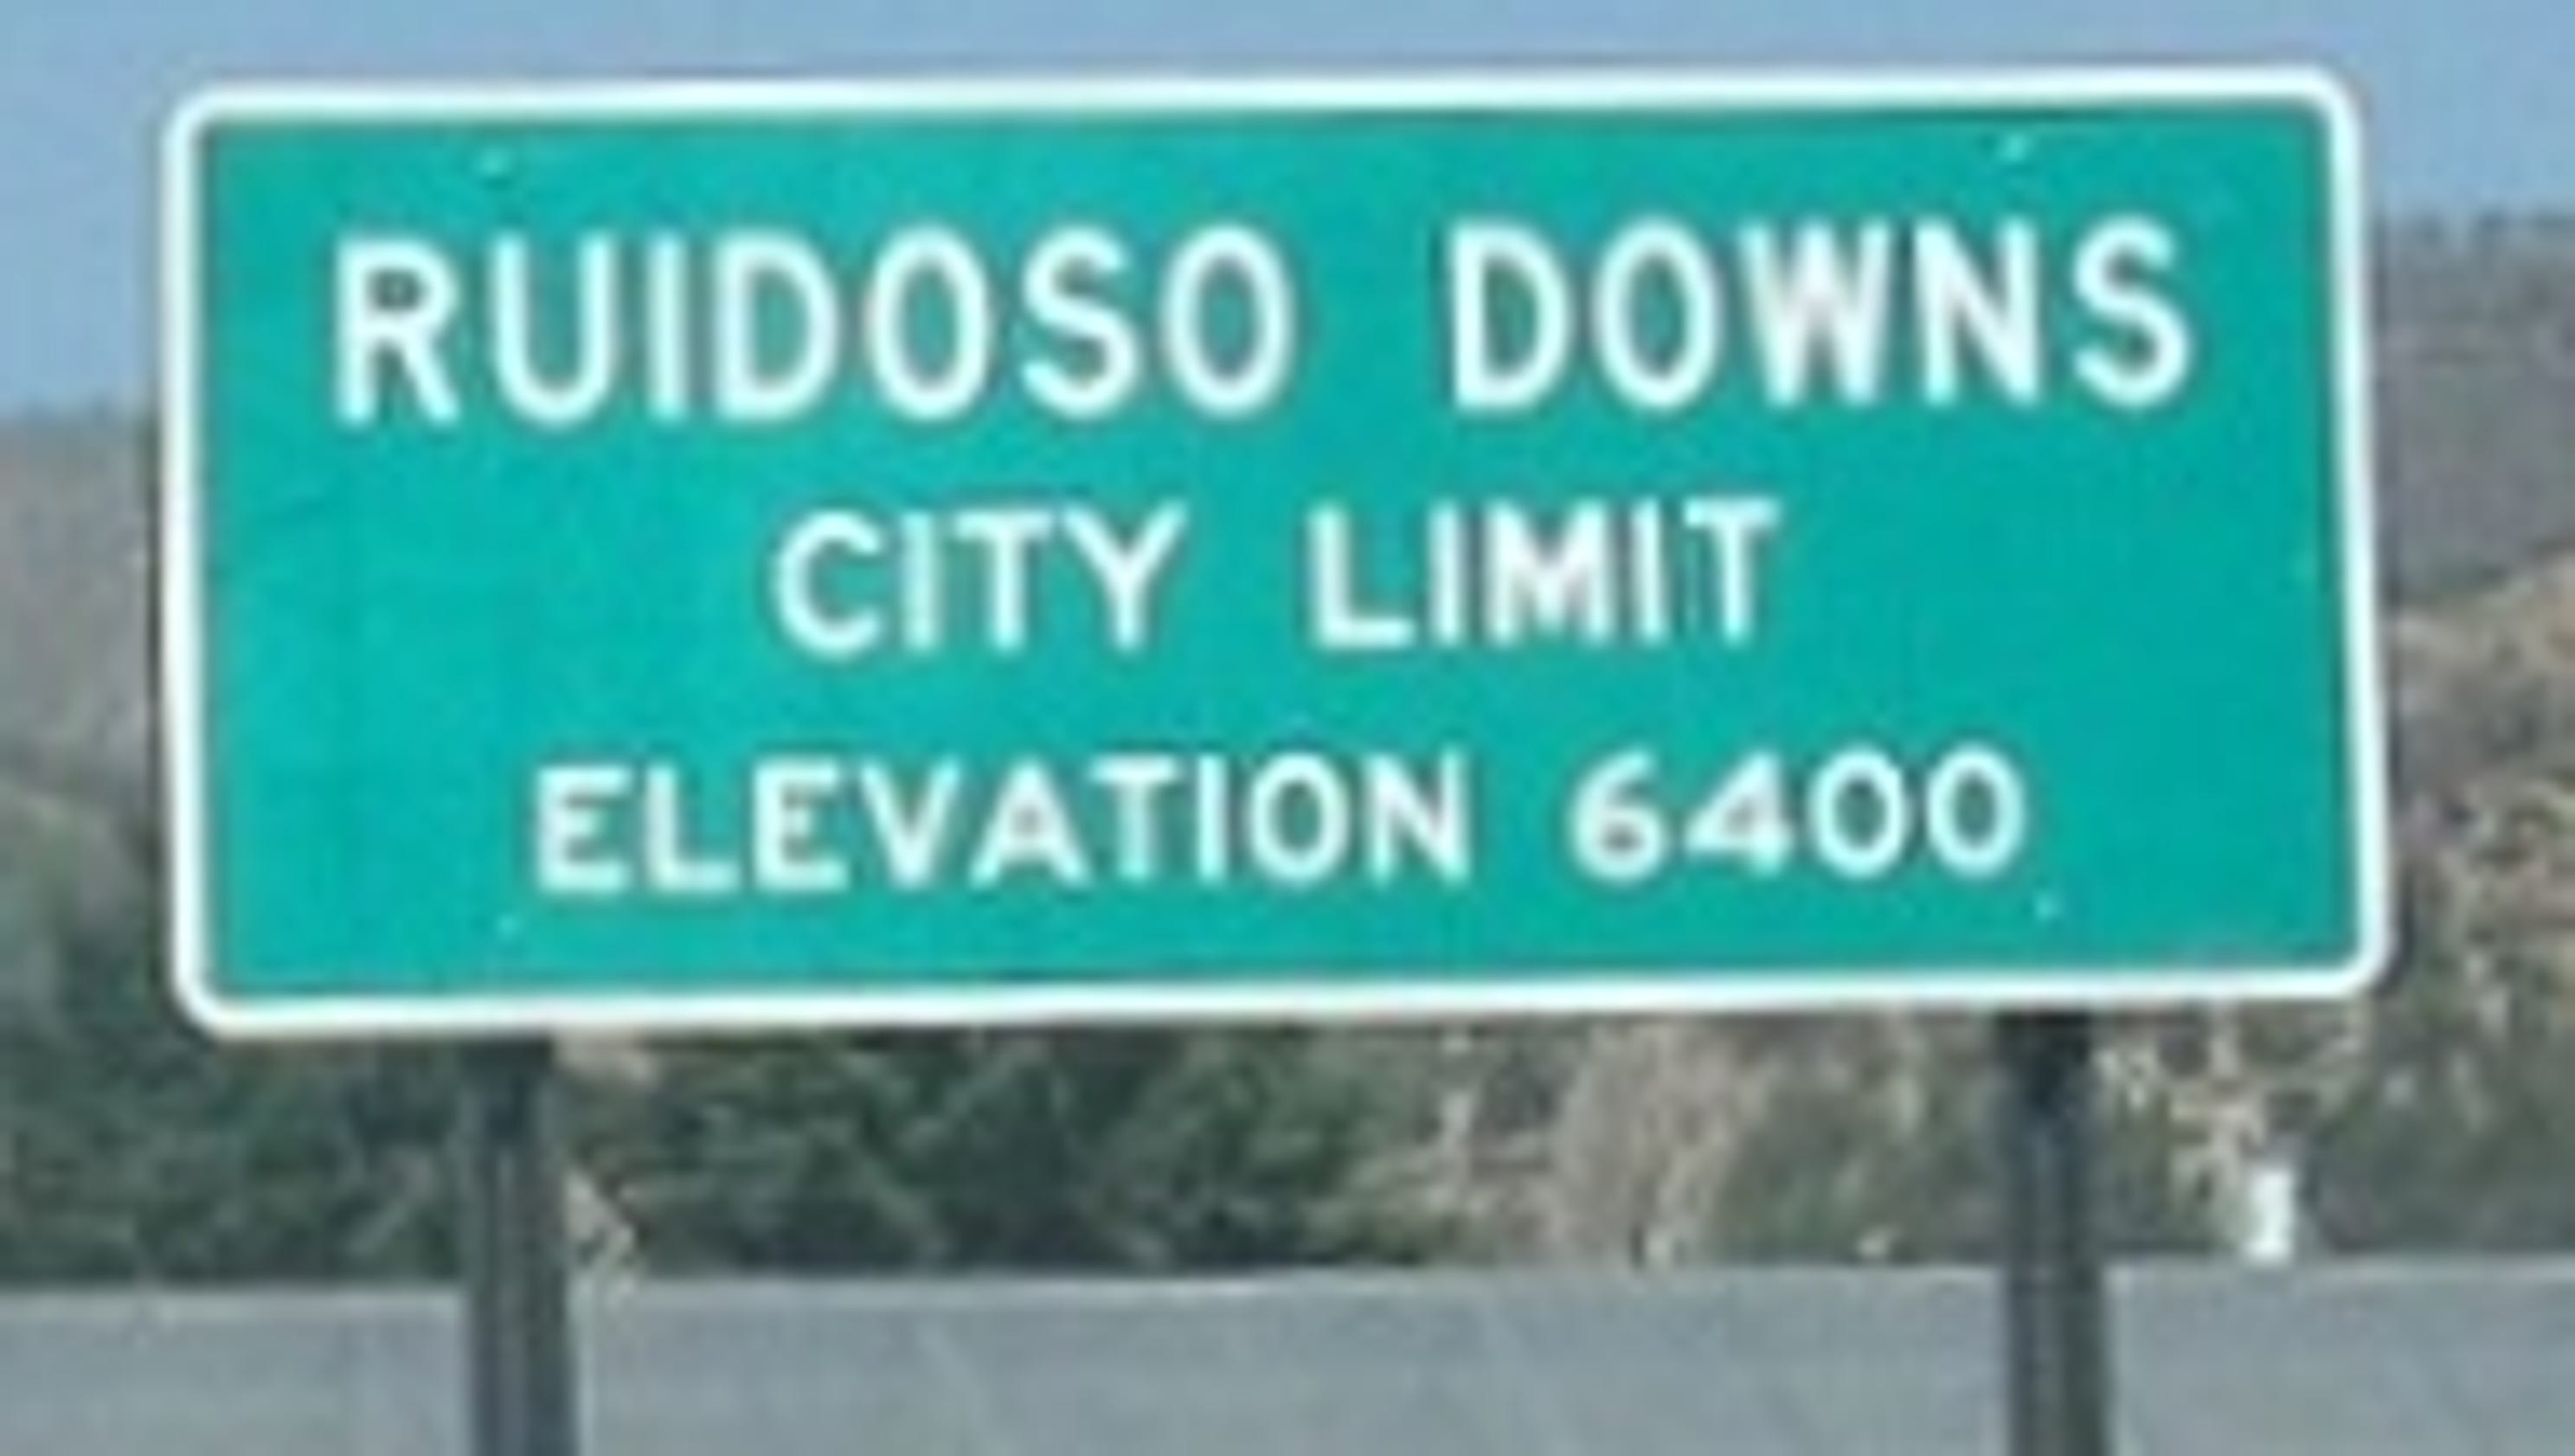 RUIDOSO DOWNS
CITY LIMIT
ELEVATION 6400